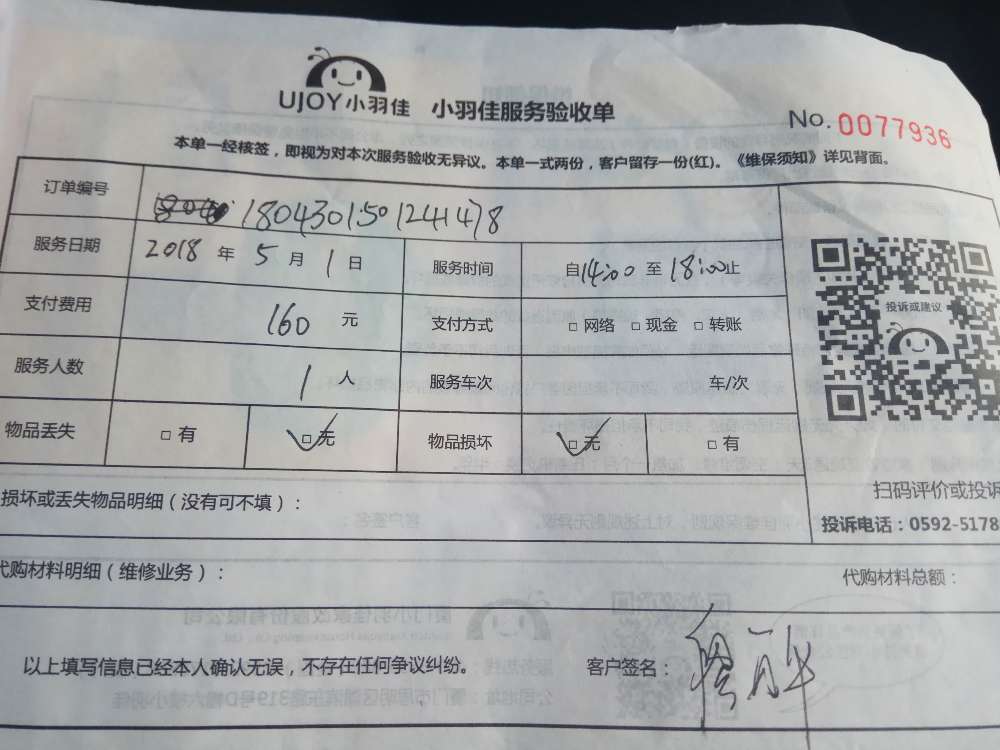 UJOY小羽佳 小羽佳服务验收单
No. 0077936
本单一经核签，即视为对本次服务验收无异议。本单一式两份，客户留存一份(红)。《维保须知》详见背面。
订单编号 1804301501241478
服务日期 2018 年 5 月 1 日 服务时间 自14:00 至 18:00止
支付费用 160 元 支付方式 □ 网络 □ 现金 □ 转账
投诉或建议
服务人数 1 人 服务车次 车/次
物品丢失 □ 有 □ 无 物品损坏 □ 无 □ 有
损坏或丢失物品明细（没有可不填）：
扫码评价或投诉
投诉电话：0592-5178
代购材料明细（维修业务）： 代购材料总额：
以上填写信息已经本人确认无误，不存在任何争议纠纷。 客户签名：